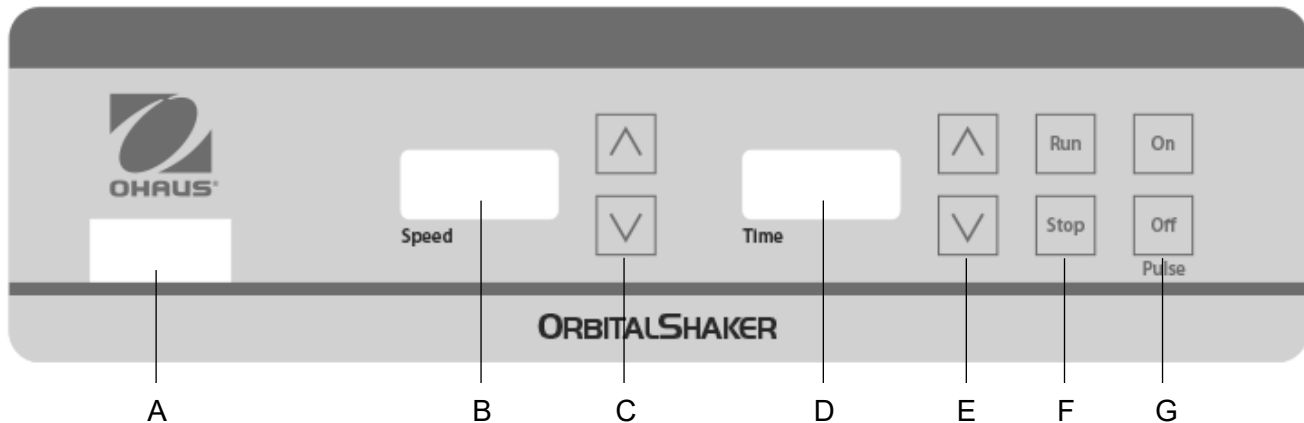 OHAUS®
Speed
Time
Run
On
Stop
Off
Pulse
ORBITALSHAKER
A B C D E F G